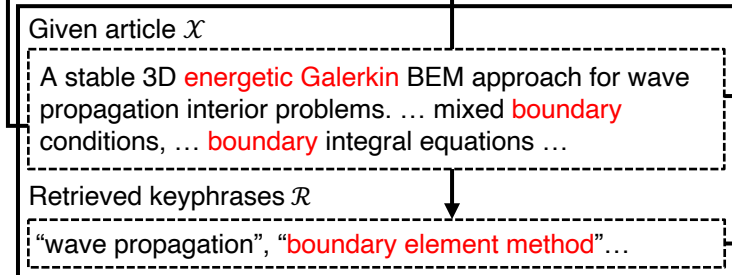 Given article 𝒳
A stable 3D energetic Galerkin BEM approach for wave
propagation interior problems. … mixed boundary
conditions, … boundary integral equations …
Retrieved keyphrases ℛ
“wave propagation”, “boundary element method”…